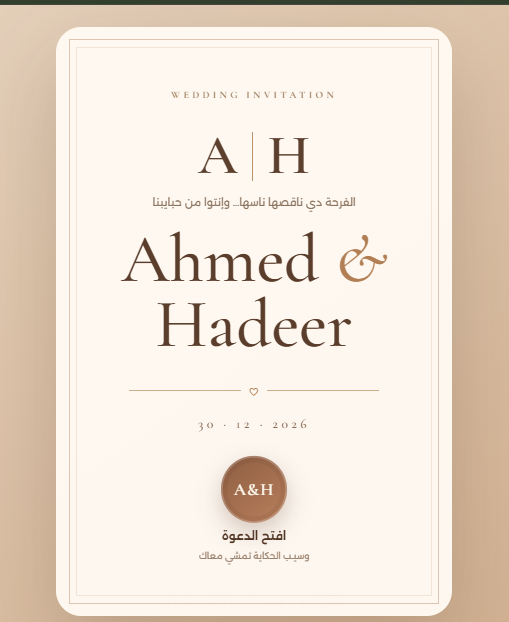 WEDDING INVITATION
A | H
الفرحة دي ناقصها ناسها... وإنتوا من حبايبنا
Ahmed &
Hadeer
30 · 12 · 2026
A&H
افتح الدعوة
وسيب الحكاية تمشي معاك